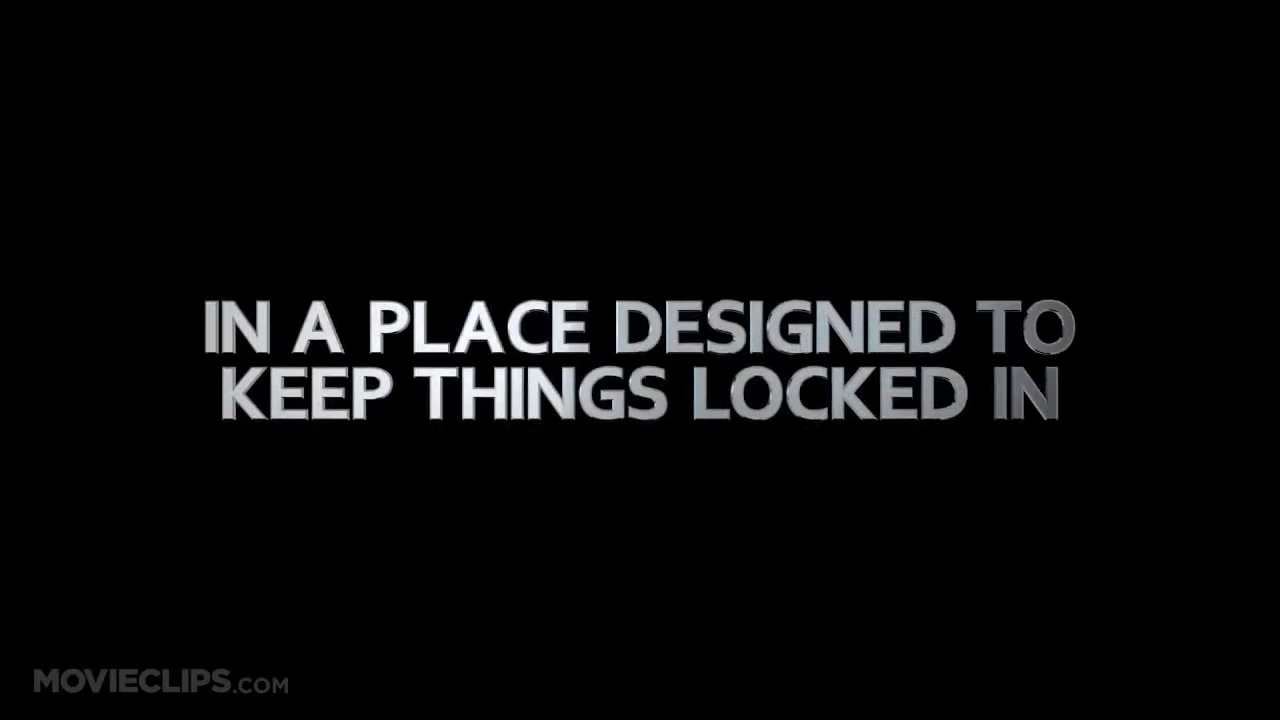 IN A PLACE DESIGNED TO
KEEP THINGS LOCKED IN
MOVIECLIPS.COM